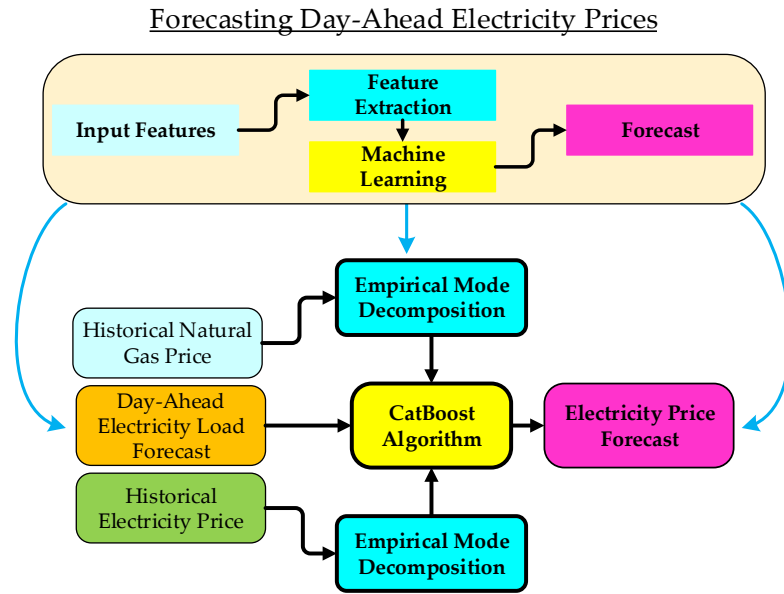 Forecasting Day-Ahead Electricity Prices
Feature
Extraction
Input Features
Forecast
Machine
Learning
Empirical Mode
Decomposition
Historical Natural
Gas Price
Day-Ahead
Electricity Load
Forecast
CatBoost
Algorithm
Electricity Price
Forecast
Historical
Electricity Price
Empirical Mode
Decomposition